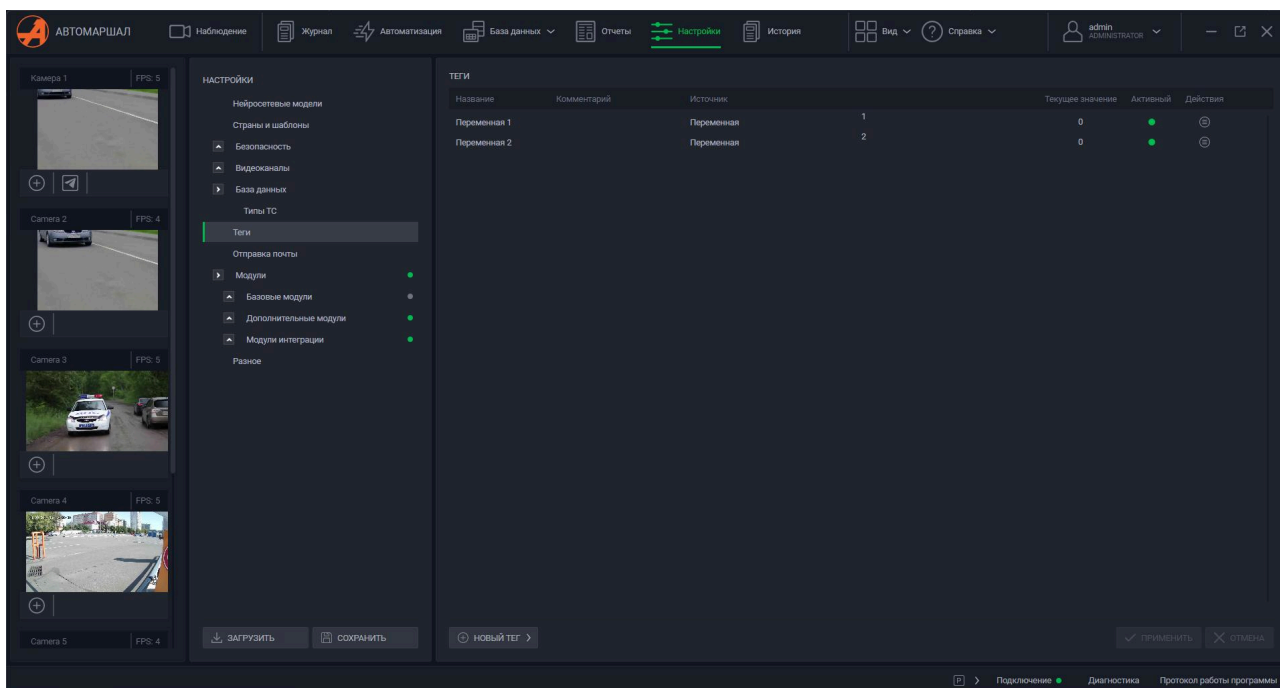 АВТОМАРШАЛ Наблюдение Журнал Автоматизация База данных Отчеты Настройки История Вид Справка admin ADMINISTRATOR
Камера 1 FPS: 5
Camera 2 FPS: 4
Camera 3 FPS: 5
Camera 4 FPS: 5
Camera 5 FPS: 4
НАСТРОЙКИ
Нейросетевые модели
Страны и шаблоны
Безопасность
Видеоканалы
База данных
Типы ТС
Теги
Отправка почты
Модули
Базовые модули
Дополнительные модули
Модули интеграции
Разное
ЗАГРУЗИТЬ СОХРАНИТЬ
ТЕГИ
Название Комментарий Источник Текущее значение Активный Действия
Переменная 1 Переменная 1 0
Переменная 2 Переменная 2 0
НОВЫЙ ТЕГ ПРИМЕНИТЬ ОТМЕНА
P Подключение Диагностика Протокол работы программы